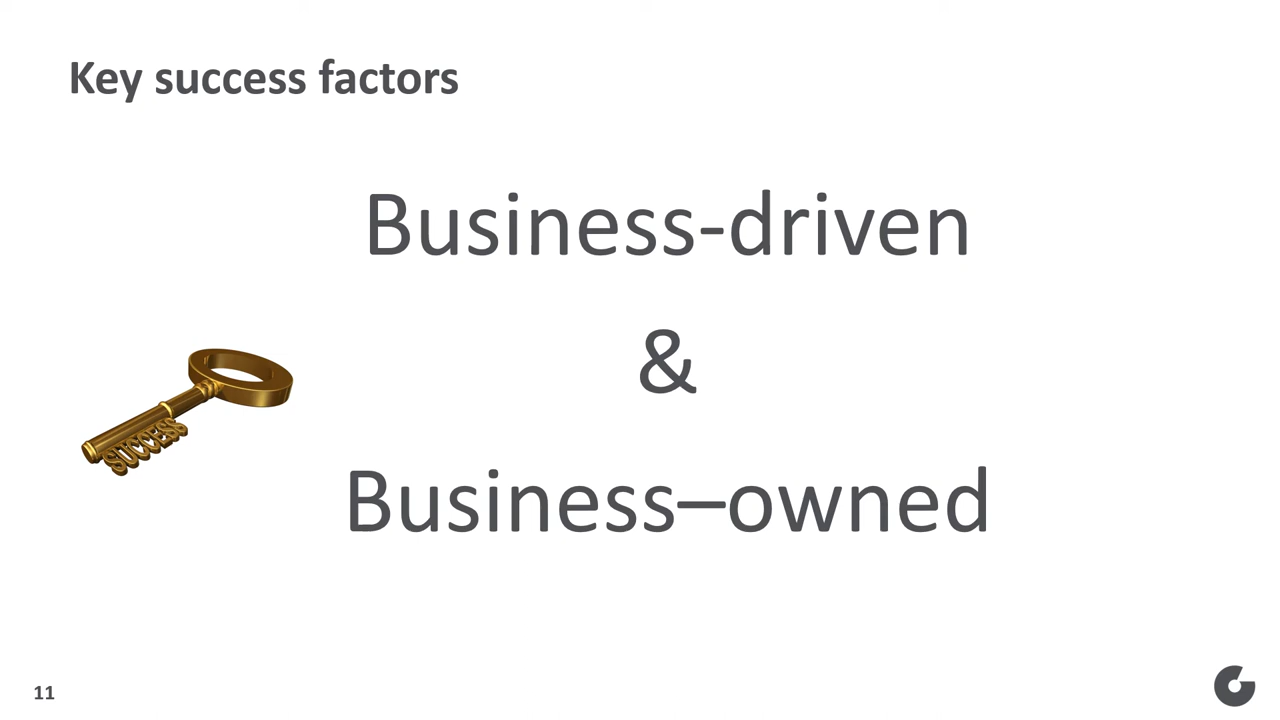 Key success factors
Business-driven
&
SUCCESS
Business–owned
11